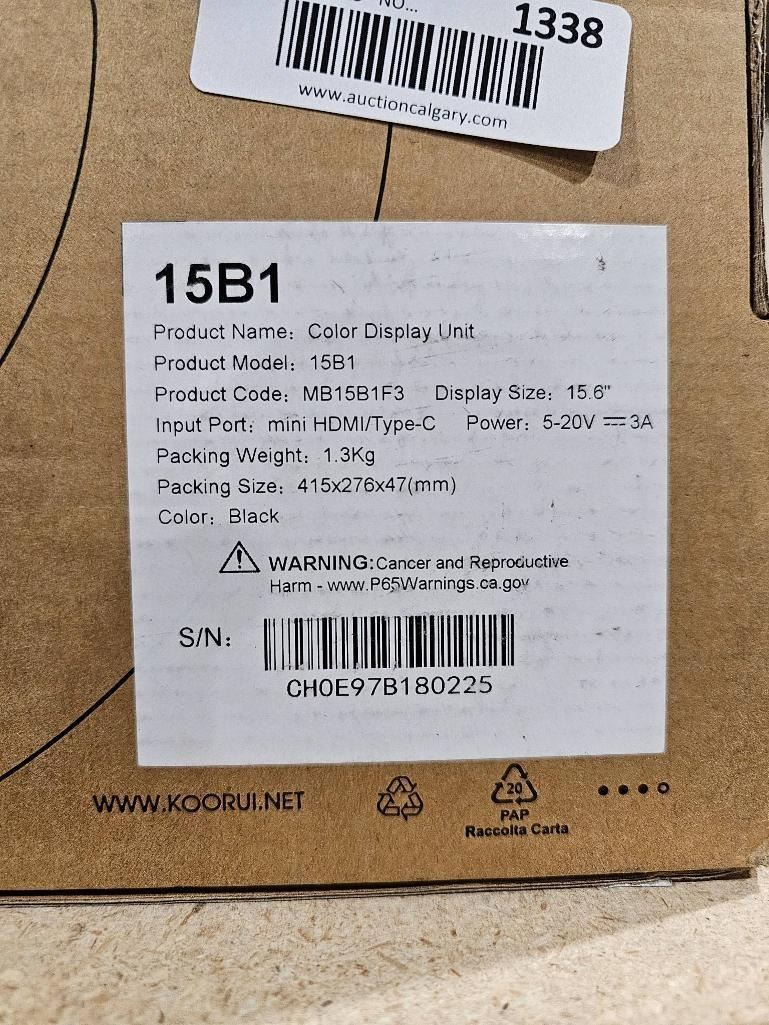 NO...
1338
www.auctioncalgary.com
15B1
Product Name: Color Display Unit
Product Model: 15B1
Product Code: MB15B1F3 Display Size: 15.6"
Input Port: mini HDMI/Type-C Power: 5-20V ⎓ 3A
Packing Weight: 1.3Kg
Packing Size: 415x276x47(mm)
Color: Black
WARNING: Cancer and Reproductive
Harm - www.P65Warnings.ca.gov
S/N:
CH0E97B180225
WWW.KOORUI.NET
20
PAP
Raccolta Carta